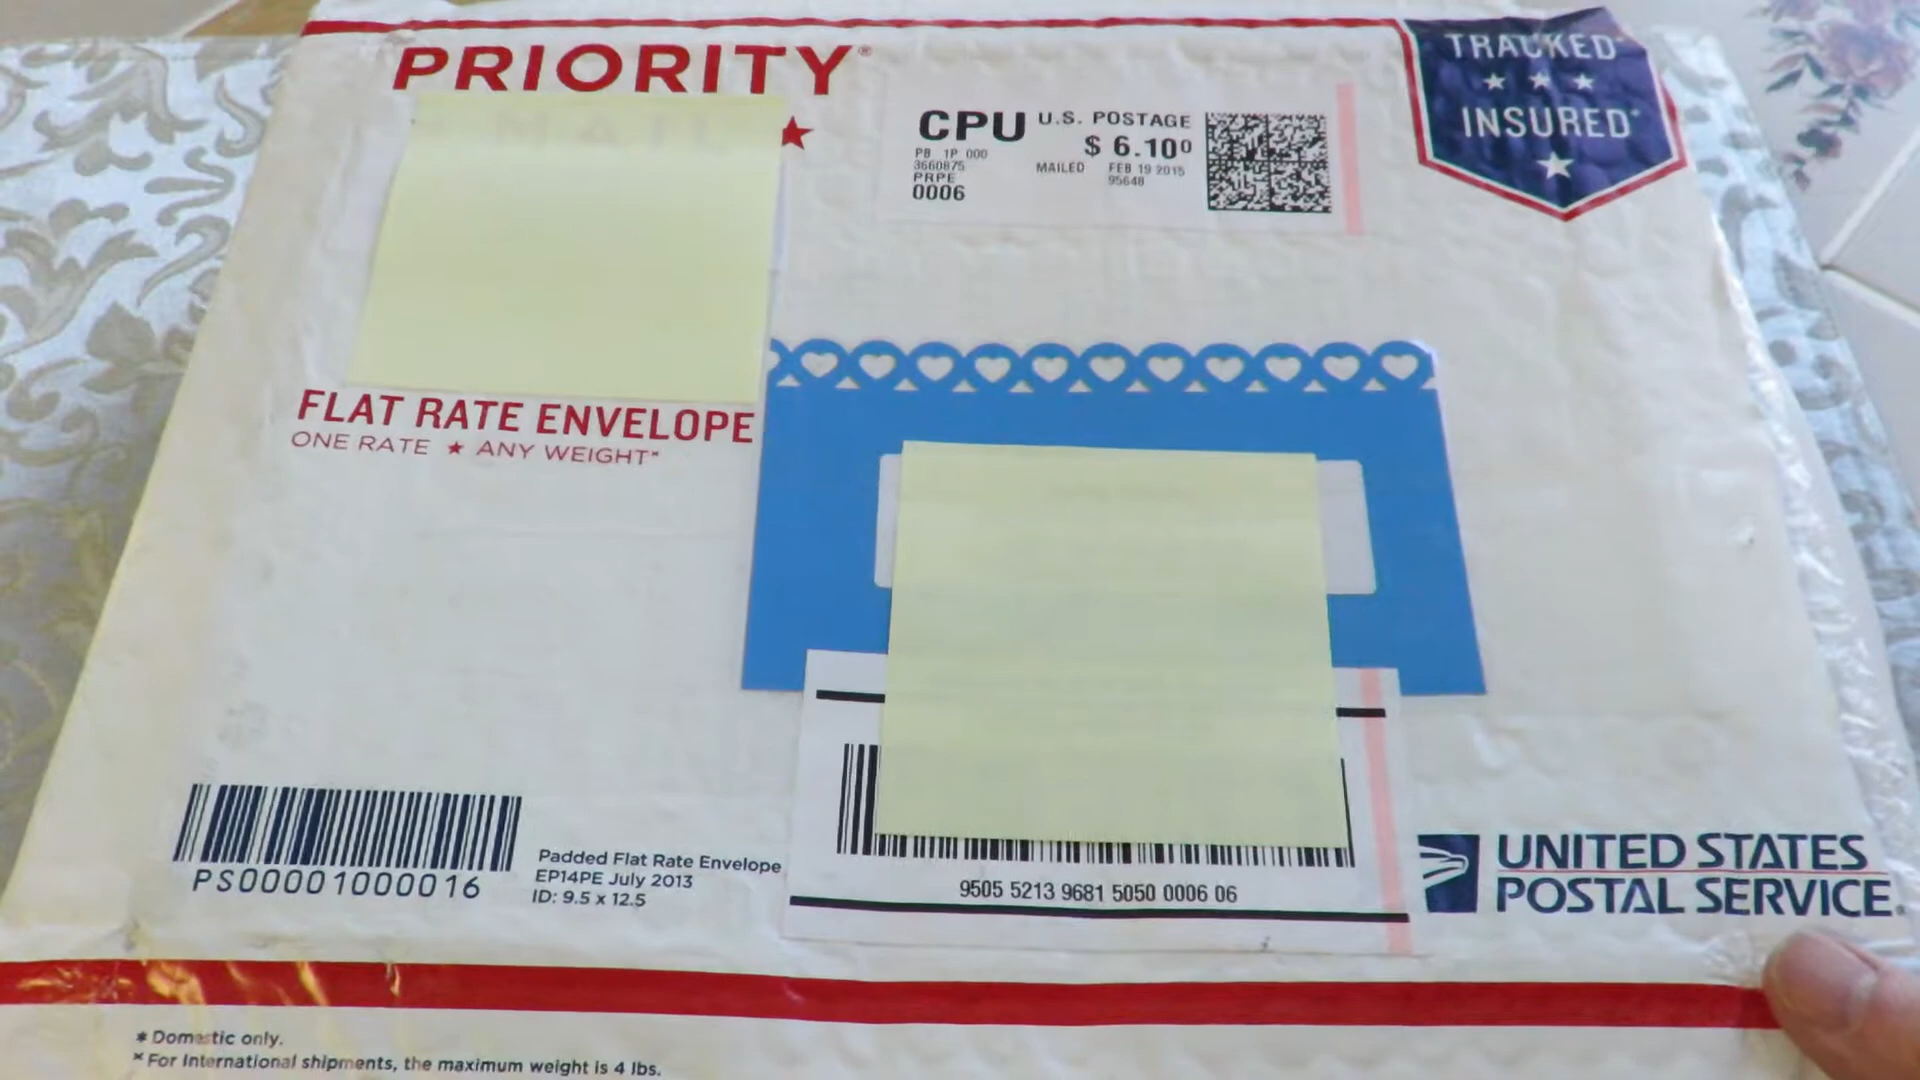 PRIORITY®
MAIL ★
TRACKED*
★ ★ ★
INSURED*
★
CPU
U.S. POSTAGE
$ 6.10⁰
PB 1P 000
3660875
PRPE
0006
MAILED FEB 19 2015
95648
FLAT RATE ENVELOPE
ONE RATE ★ ANY WEIGHT*
PS00001000016
Padded Flat Rate Envelope
EP14PE July 2013
ID: 9.5 x 12.5
9505 5213 9681 5050 0006 06
UNITED STATES
POSTAL SERVICE®
* Domestic only.
× For International shipments, the maximum weight is 4 lbs.